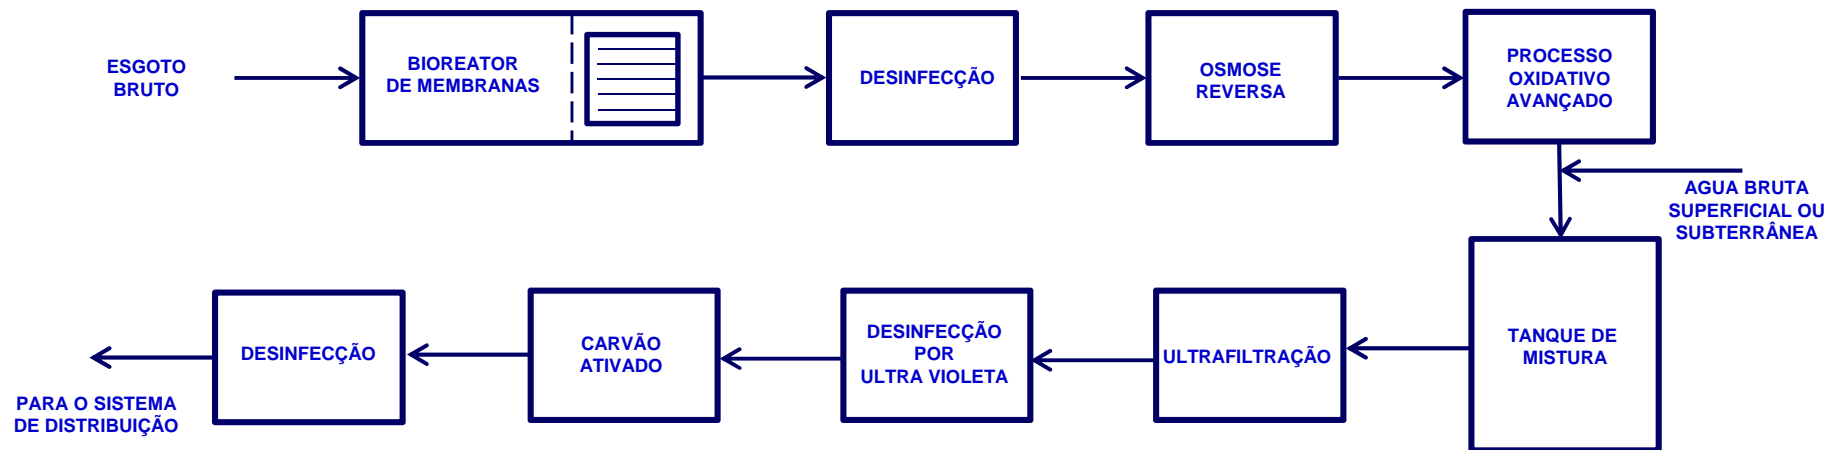 ESGOTO
BRUTO
BIOREATOR
DE MEMBRANAS
DESINFECÇÃO
OSMOSE
REVERSA
PROCESSO
OXIDATIVO
AVANÇADO
AGUA BRUTA
SUPERFICIAL OU
SUBTERRÂNEA
TANQUE DE
MISTURA
ULTRAFILTRAÇÃO
DESINFECÇÃO
POR
ULTRA VIOLETA
CARVÃO
ATIVADO
DESINFECÇÃO
PARA O SISTEMA
DE DISTRIBUIÇÃO